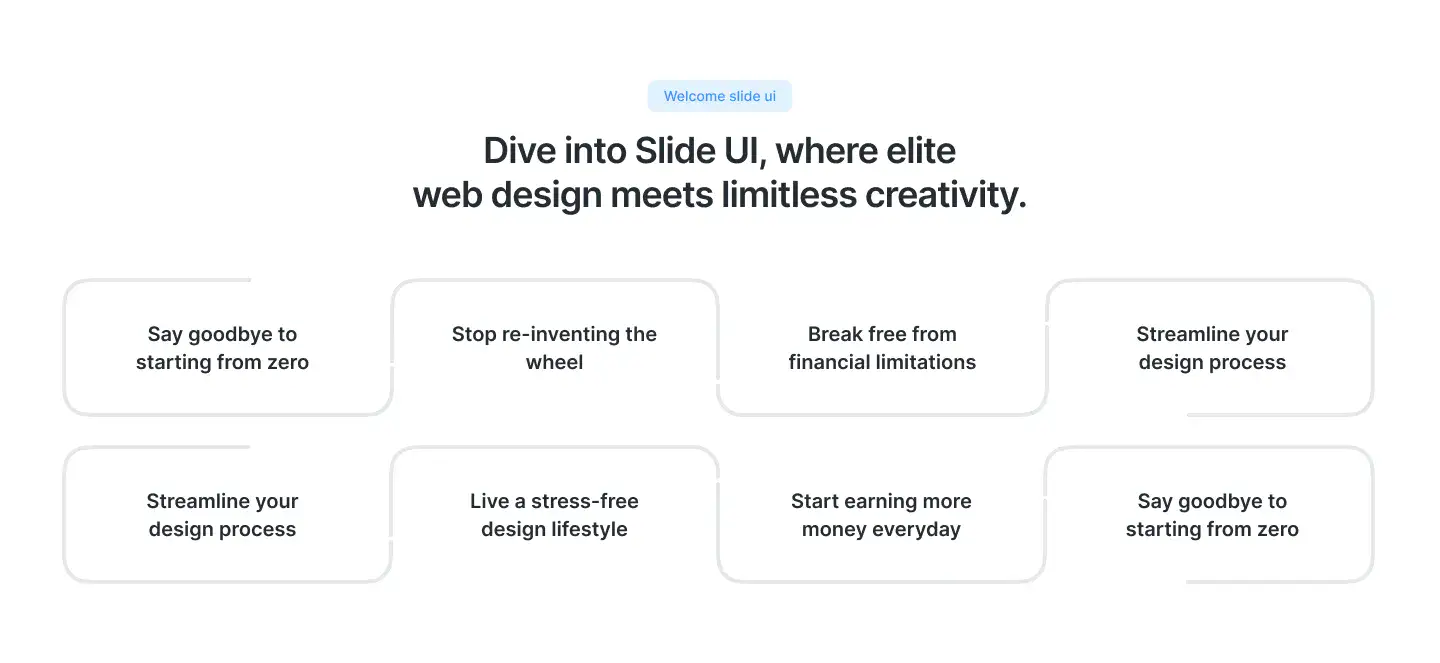 Welcome slide ui
Dive into Slide UI, where elite
web design meets limitless creativity.
Say goodbye to
starting from zero
Stop re-inventing the
wheel
Break free from
financial limitations
Streamline your
design process
Streamline your
design process
Live a stress-free
design lifestyle
Start earning more
money everyday
Say goodbye to
starting from zero